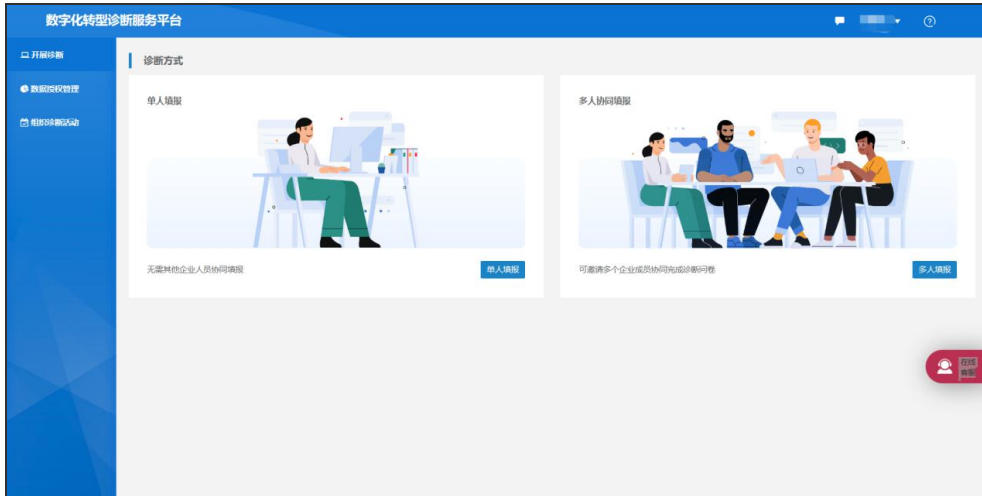 数字化转型诊断服务平台
开展诊断
数据授权管理
组织诊断活动
诊断方式
单人填报
多人协同填报
无需其他企业人员协同填报
单人填报
可邀请多个企业成员协同完成诊断问卷
多人填报
在线
客服